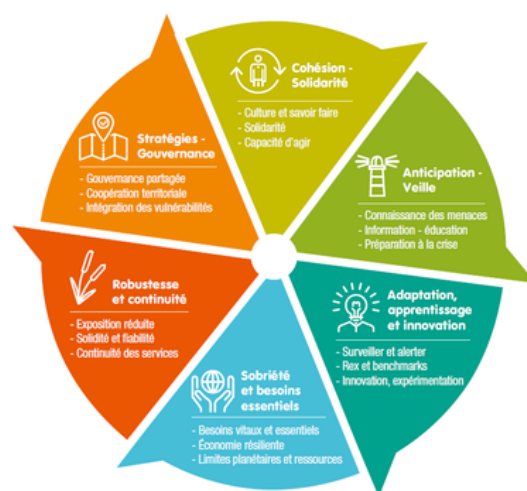 Cohésion -
Solidarité
- Culture et savoir faire
- Solidarité
- Capacité d'agir
Anticipation -
Veille
- Connaissance des menaces
- Information - éducation
- Préparation à la crise
Adaptation,
apprentissage
et innovation
- Surveiller et alerter
- Rex et benchmarks
- Innovation, expérimentation
Sobriété
et besoins
essentiels
- Besoins vitaux et essentiels
- Économie résiliente
- Limites planétaires et ressources
Robustesse
et continuité
- Exposition réduite
- Solidité et fiabilité
- Continuité des services
Stratégies -
Gouvernance
- Gouvernance partagée
- Coopération territoriale
- Intégration des vulnérabilités